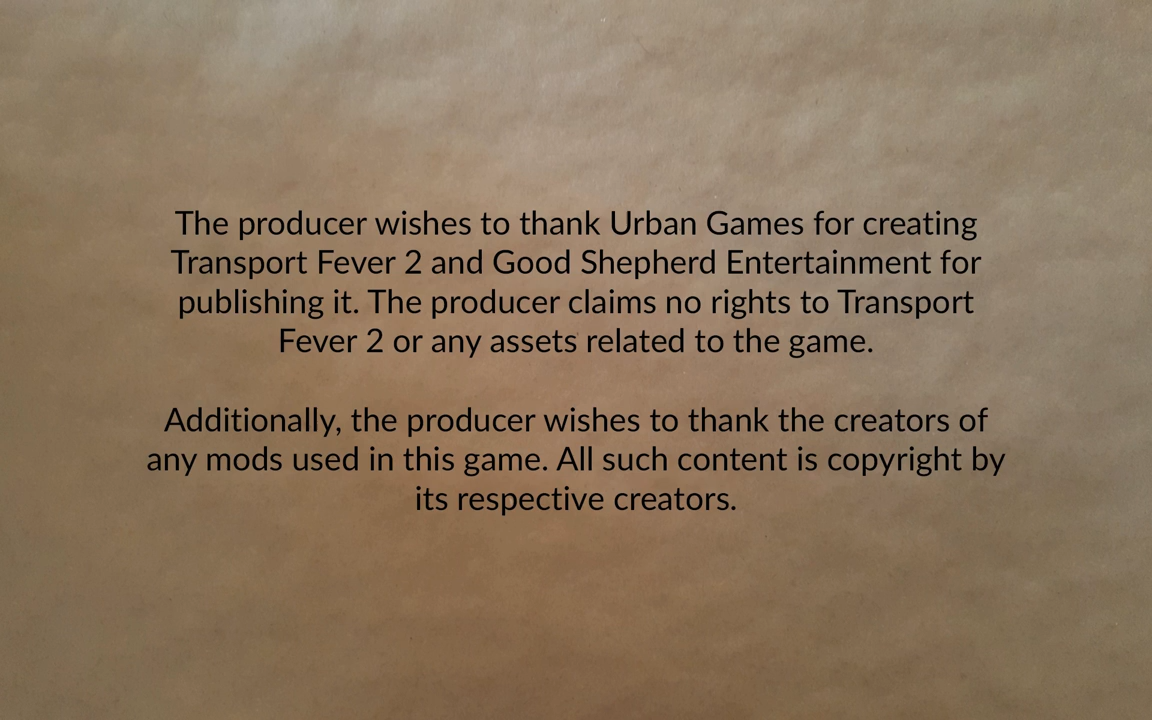 The producer wishes to thank Urban Games for creating
Transport Fever 2 and Good Shepherd Entertainment for
publishing it. The producer claims no rights to Transport
Fever 2 or any assets related to the game.
Additionally, the producer wishes to thank the creators of
any mods used in this game. All such content is copyright by
its respective creators.